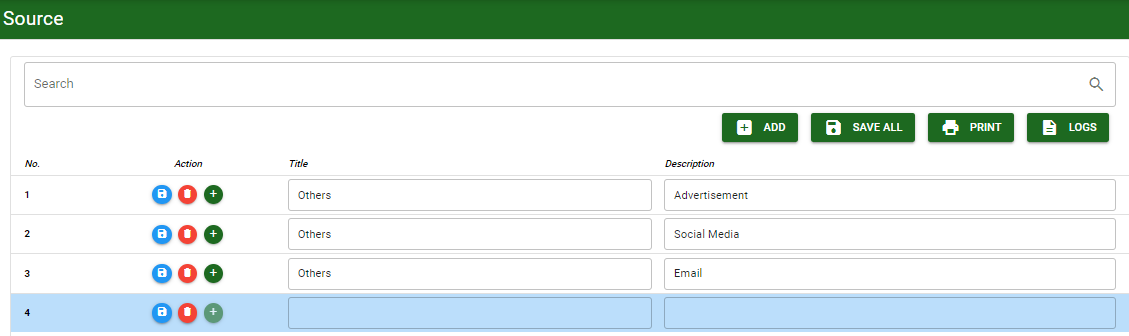 Source
Search
ADD SAVE ALL PRINT LOGS
No. Action Title Description
1 Others Advertisement
2 Others Social Media
3 Others Email
4